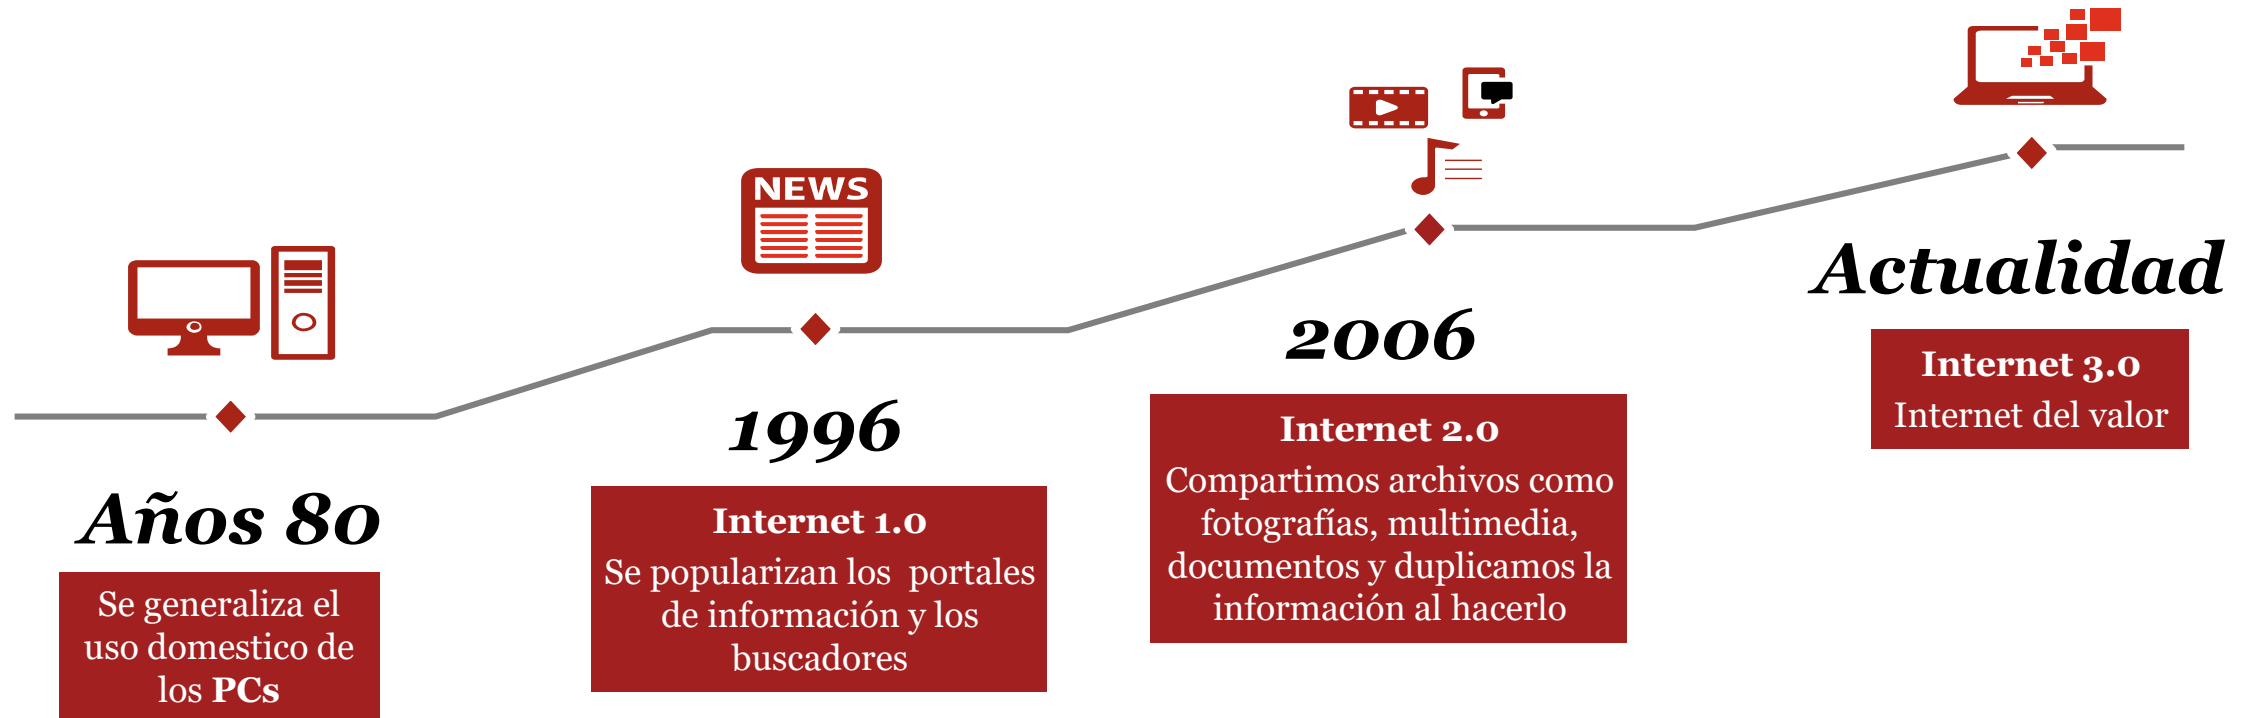 Años 80
Se generaliza el
uso domestico de
los PCs
NEWS
1996
Internet 1.0
Se popularizan los portales
de información y los
buscadores
2006
Internet 2.0
Compartimos archivos como
fotografías, multimedia,
documentos y duplicamos la
información al hacerlo
Actualidad
Internet 3.0
Internet del valor